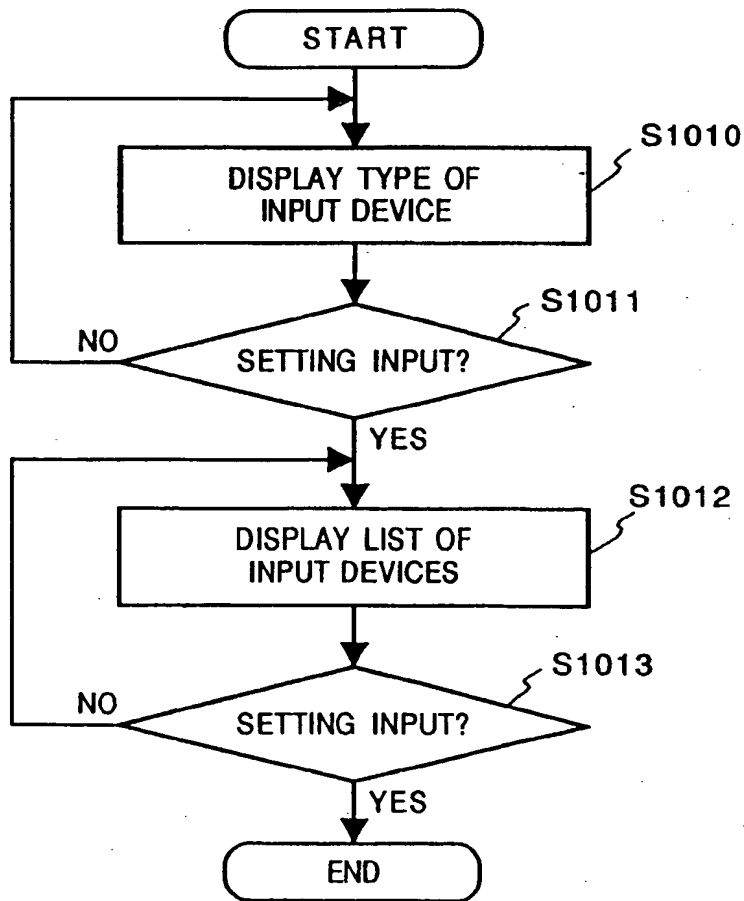 START
S1010
DISPLAY TYPE OF
INPUT DEVICE
S1011
NO
SETTING INPUT?
YES
S1012
DISPLAY LIST OF
INPUT DEVICES
S1013
NO
SETTING INPUT?
YES
END